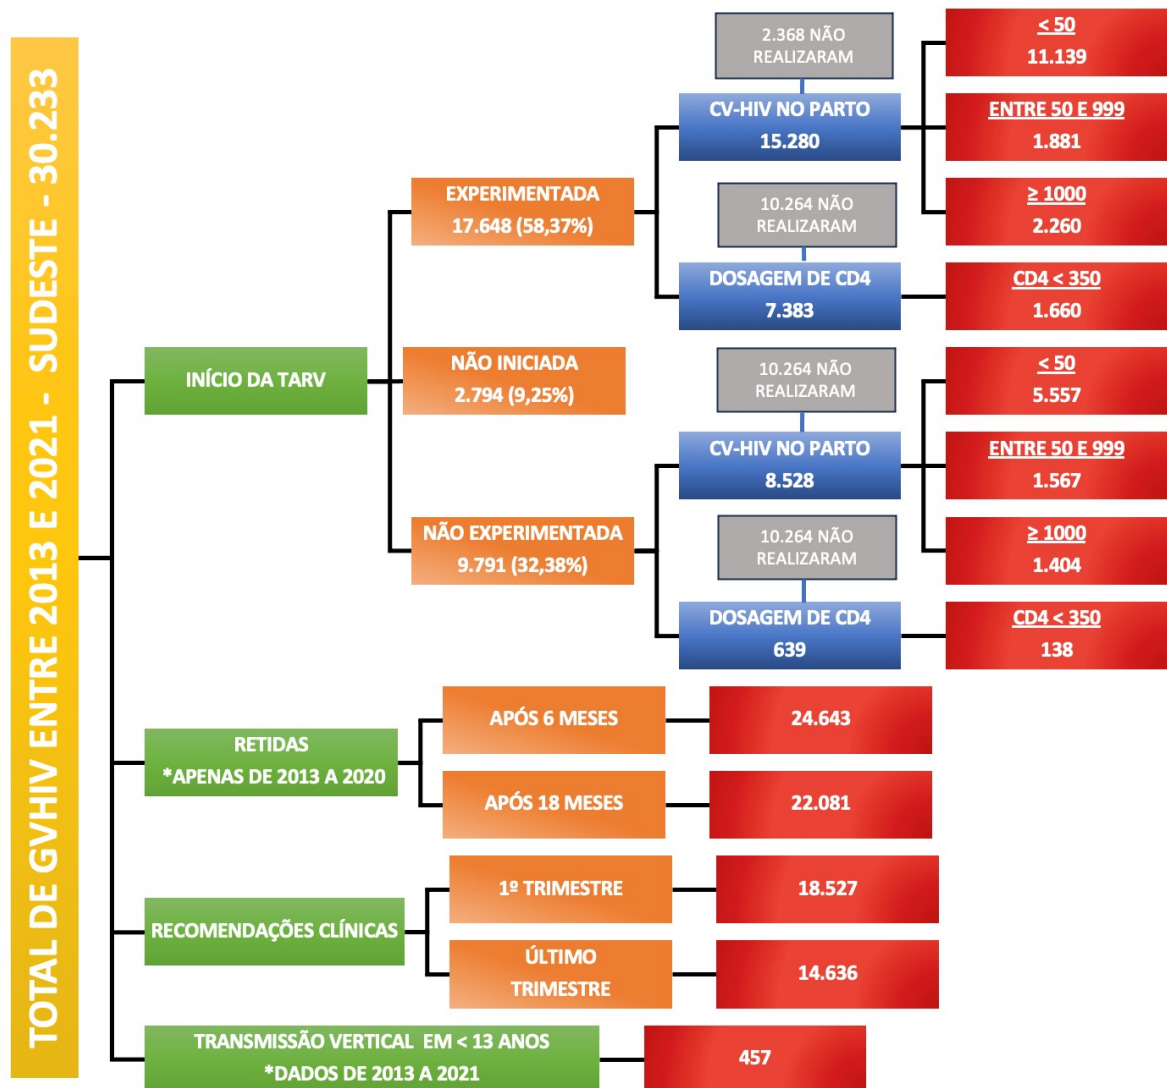 TOTAL DE GVHIV ENTRE 2013 E 2021 - SUDESTE - 30.233
INÍCIO DA TARV
EXPERIMENTADA
17.648 (58,37%)
2.368 NÃO
REALIZARAM
CV-HIV NO PARTO
15.280
< 50
11.139
ENTRE 50 E 999
1.881
≥ 1000
2.260
10.264 NÃO
REALIZARAM
DOSAGEM DE CD4
7.383
CD4 < 350
1.660
NÃO INICIADA
2.794 (9,25%)
NÃO EXPERIMENTADA
9.791 (32,38%)
10.264 NÃO
REALIZARAM
CV-HIV NO PARTO
8.528
< 50
5.557
ENTRE 50 E 999
1.567
≥ 1000
1.404
10.264 NÃO
REALIZARAM
DOSAGEM DE CD4
639
CD4 < 350
138
RETIDAS
*APENAS DE 2013 A 2020
APÓS 6 MESES
24.643
APÓS 18 MESES
22.081
RECOMENDAÇÕES CLÍNICAS
1º TRIMESTRE
18.527
ÚLTIMO
TRIMESTRE
14.636
TRANSMISSÃO VERTICAL EM < 13 ANOS
*DADOS DE 2013 A 2021
457